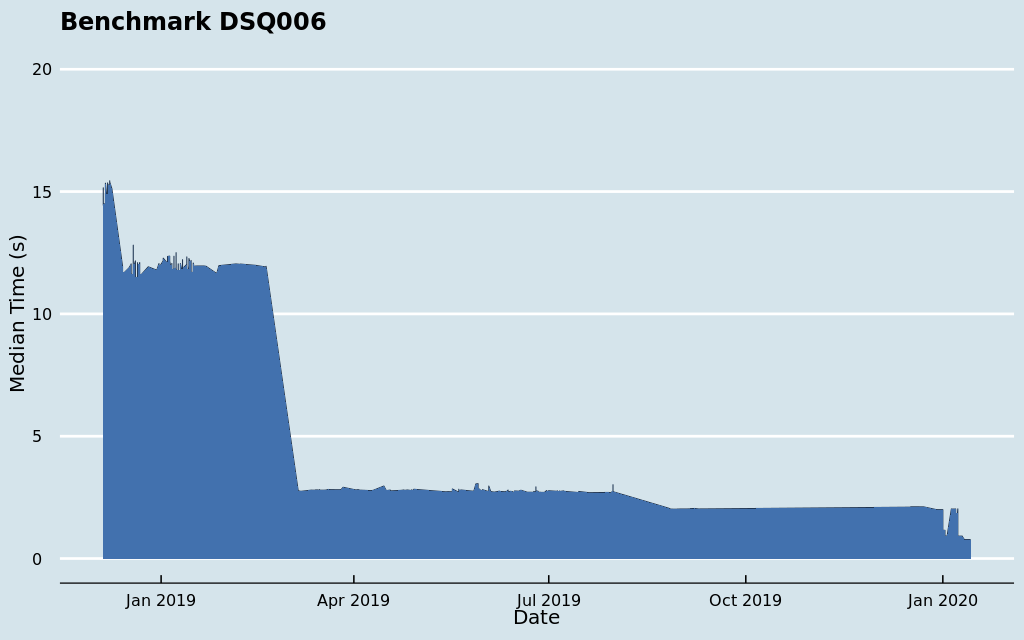 Benchmark DSQ006
20
15
10
5
0
Median Time (s)
Jan 2019
Apr 2019
Jul 2019
Oct 2019
Jan 2020
Date